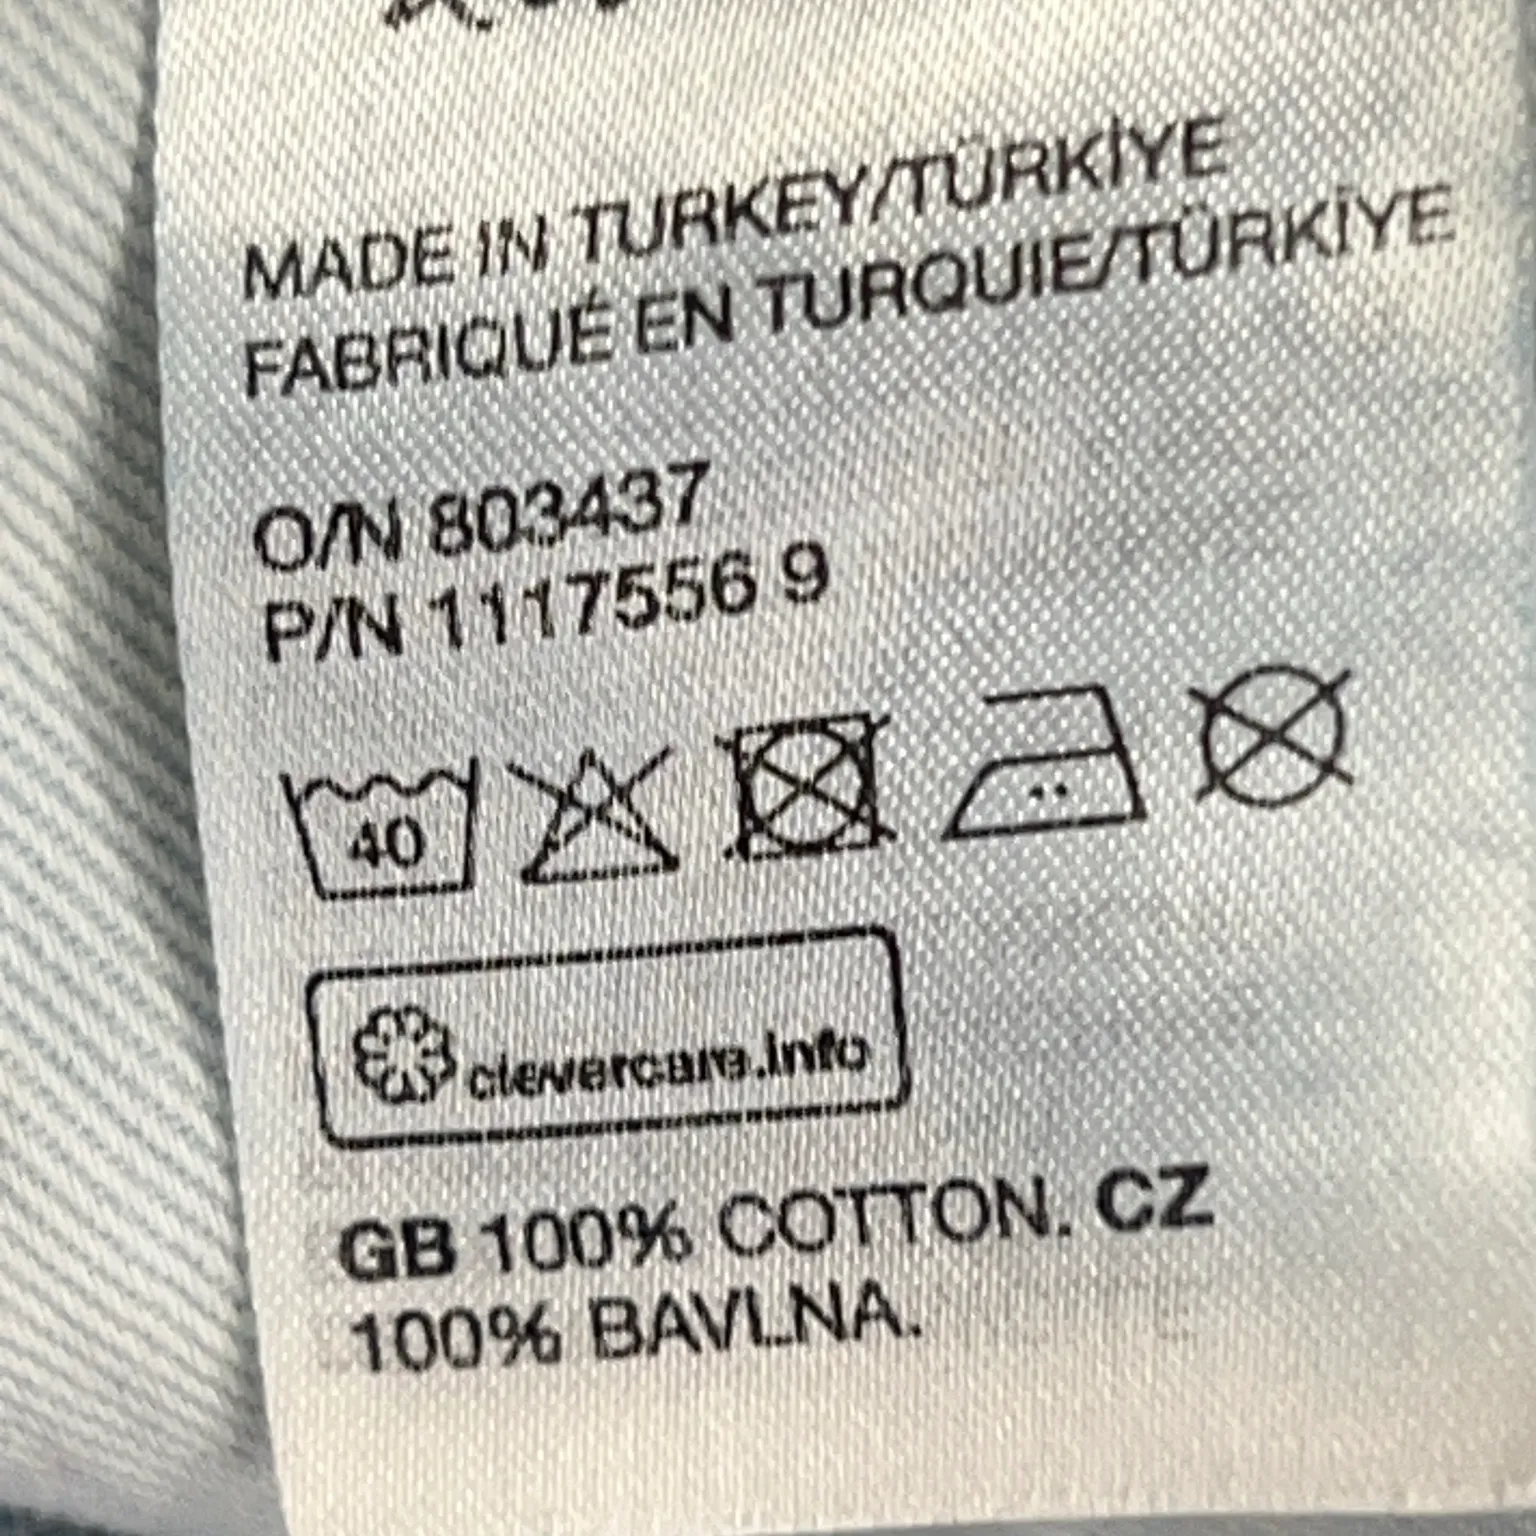 MADE IN TURKEY/TÜRKİYE
FABRIQUÉ EN TURQUIE/TÜRKİYE
O/N 803437
P/N 1117556 9
40
clevercare.info
GB 100% COTTON. CZ
100% BAVLNA.